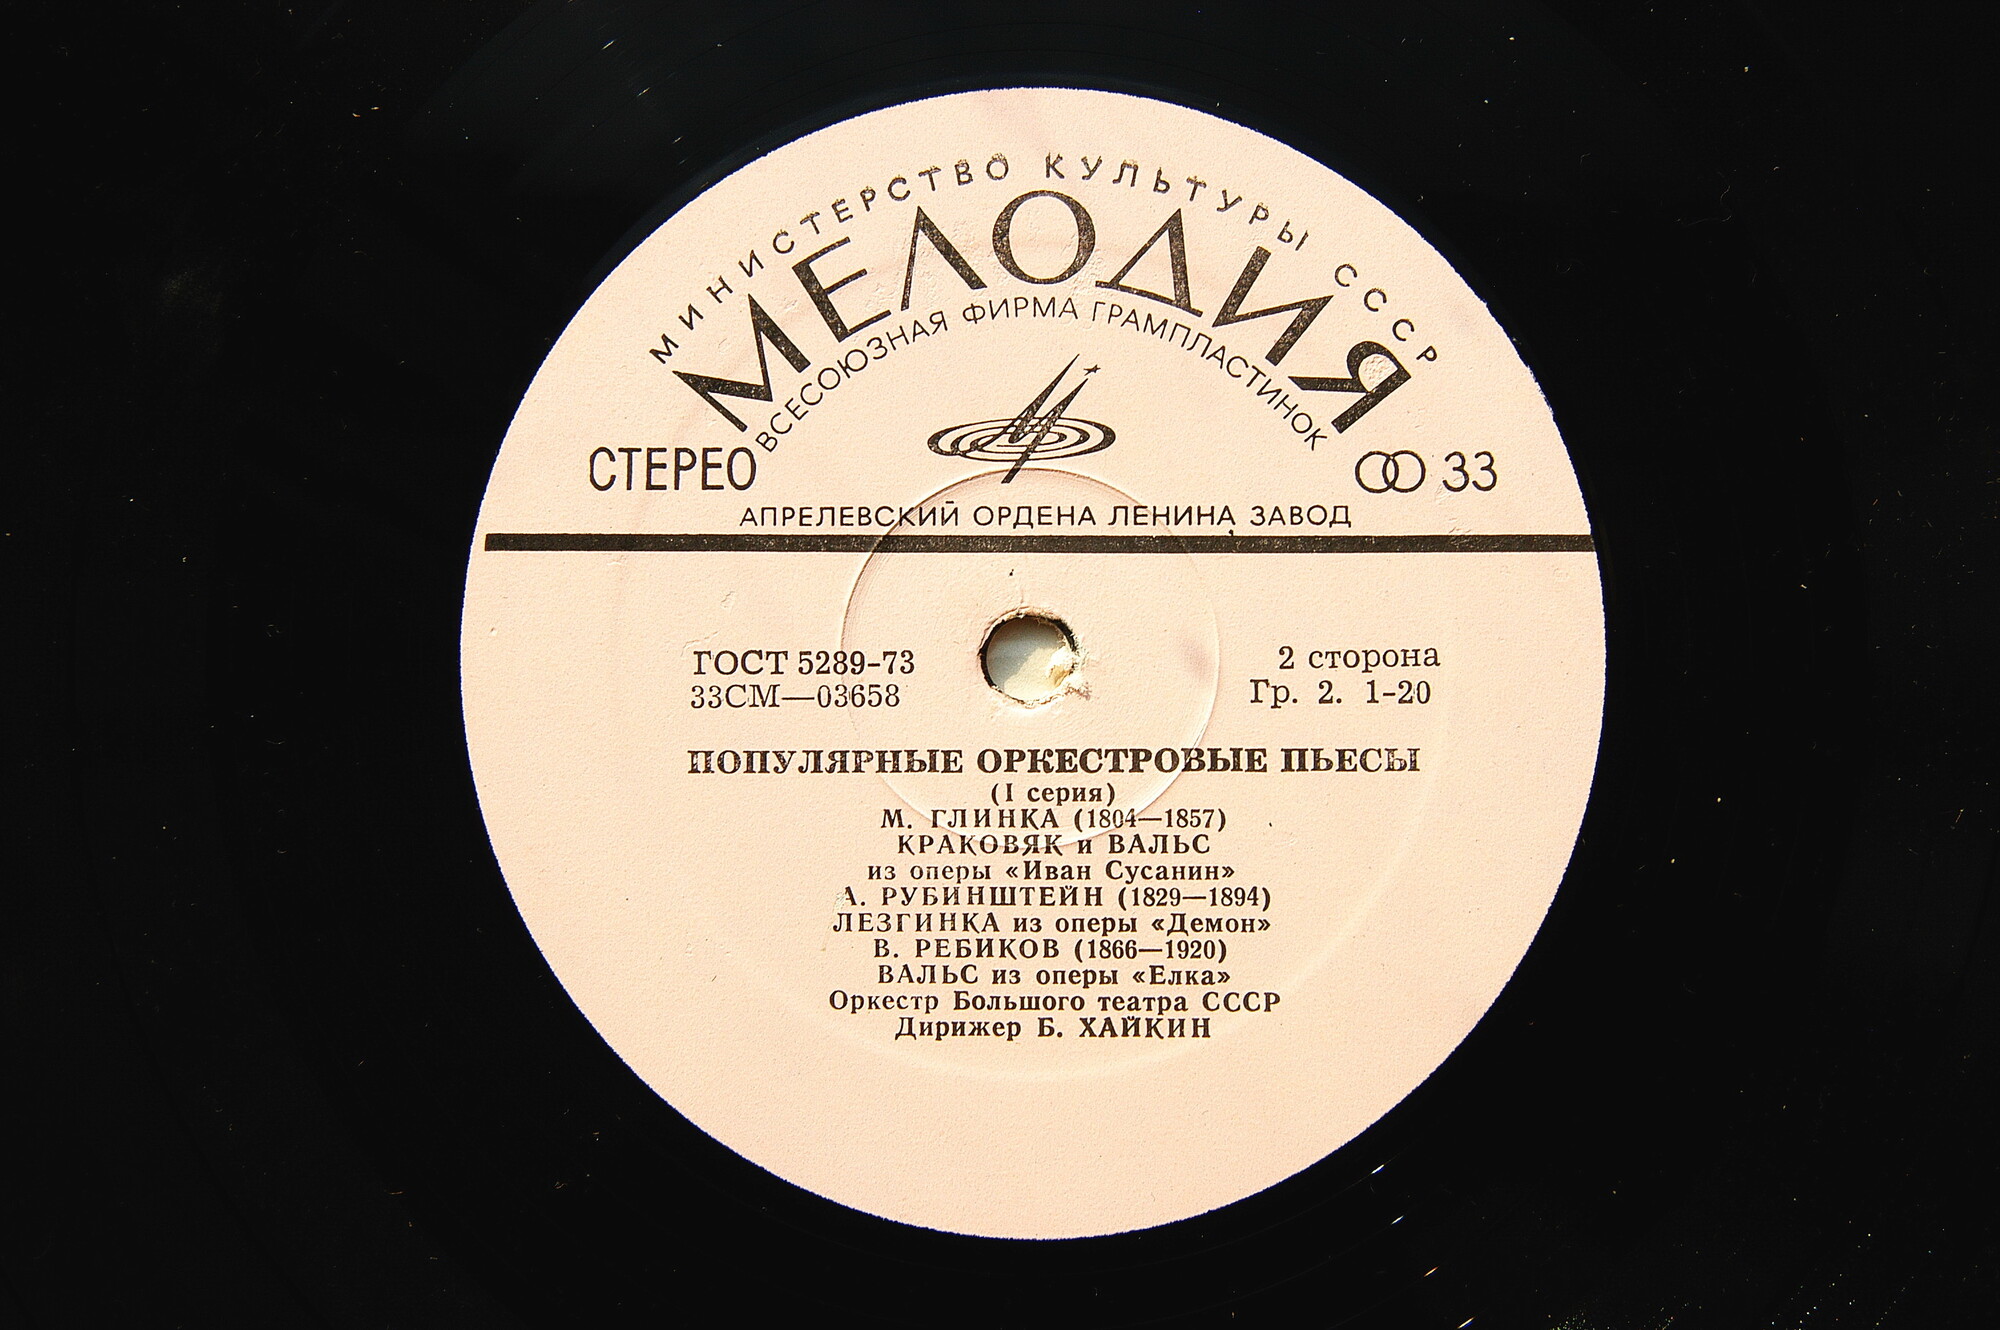 МИНИСТЕРСТВО КУЛЬТУРЫ СССР
МЕЛОДИЯ
ВСЕСОЮЗНАЯ ФИРМА ГРАМПЛАСТИНОК
СТЕРЕО
33
АПРЕЛЕВСКИЙ ОРДЕНА ЛЕНИНА ЗАВОД
ГОСТ 5289-73
33СМ—03658
2 сторона
Гр. 2. 1-20
ПОПУЛЯРНЫЕ ОРКЕСТРОВЫЕ ПЬЕСЫ
(I серия)
М. ГЛИНКА (1804—1857)
КРАКОВЯК и ВАЛЬС
из оперы «Иван Сусанин»
А. РУБИНШТЕЙН (1829—1894)
ЛЕЗГИНКА из оперы «Демон»
В. РЕБИКОВ (1866—1920)
ВАЛЬС из оперы «Елка»
Оркестр Большого театра СССР
Дирижер Б. ХАЙКИН